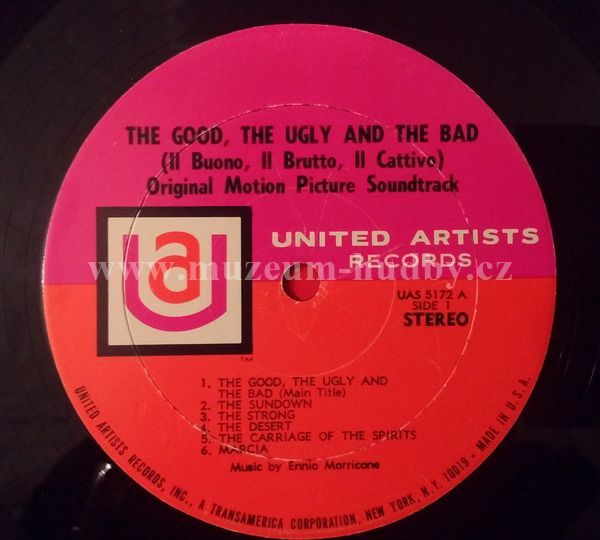 THE GOOD, THE UGLY AND THE BAD
(Il Buono, Il Brutto, Il Cattivo)
Original Motion Picture Soundtrack
ua
UNITED ARTISTS
RECORDS
www.muzeum-hudby.cz
UAS 5172 A
SIDE 1
STEREO
TM
1. THE GOOD, THE UGLY AND
THE BAD (Main Title)
2. THE SUNDOWN
3. THE STRONG
4. THE DESERT
5. THE CARRIAGE OF THE SPIRITS
6. MARCIA
Music by Ennio Morricone
UNITED ARTISTS RECORDS, INC., A TRANSAMERICA CORPORATION, NEW YORK, N.Y. 10019 • MADE IN U.S.A.